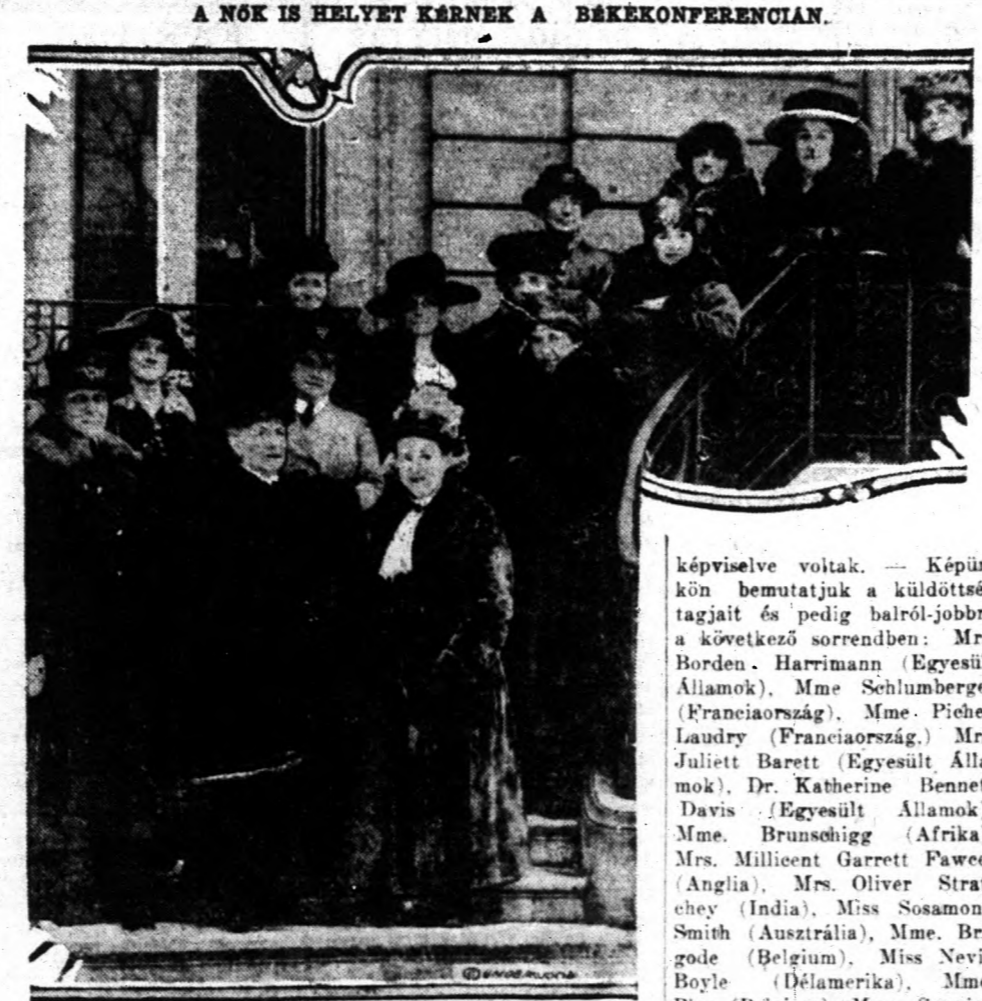 A NŐK IS HELYET KÉRNEK A BÉKEKONFERENCIÁN.
© UNDERWOOD
képviselve voltak. — Képün
kön bemutatjuk a küldötts
tagjait és pedig balról-jobbr
a következő sorrendben: Mr
Borden. Harrimann (Egyesü
Államok), Mme Schlumberge
(Franciaország), Mme. Piche
Laudry (Franciaország.) Mr
Juliett Barett (Egyesült Álla
mok), Dr. Katherine Bennet
Davis (Egyesült Államok
Mme. Brunschigg (Afrika
Mrs. Millicent Garrett Fawce
(Anglia), Mrs. Oliver Stra
chey (India), Miss Sosamon
Smith (Ausztrália), Mme. Br
gode (Belgium), Miss Nevi
Boyle (Délamerika), Mme